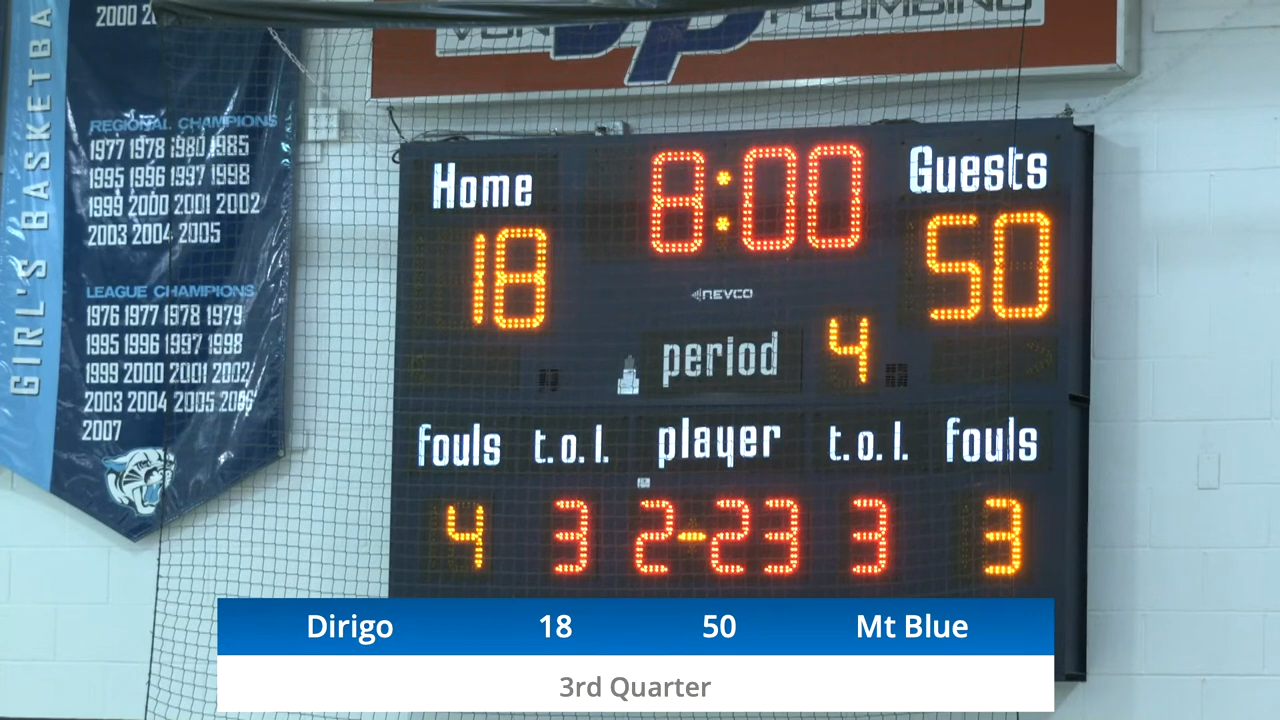 2000
PLUMBING
GIRL'S BASKETBA
REGIONAL CHAMPIONS
1977 1978 1980 1985
1995 1996 1997 1998
1999 2000 2001 2002
2003 2004 2005
LEAGUE CHAMPIONS
1976 1977 1978 1979
1995 1996 1997 1998
1999 2000 2001 2002
2003 2004 2005 2006
2007
Home 8:00 Guests
18 50
NEVCO
period 4
fouls t.o.l. player t.o.l. fouls
4 3 2-23 3 3
Dirigo 18 50 Mt Blue
3rd Quarter